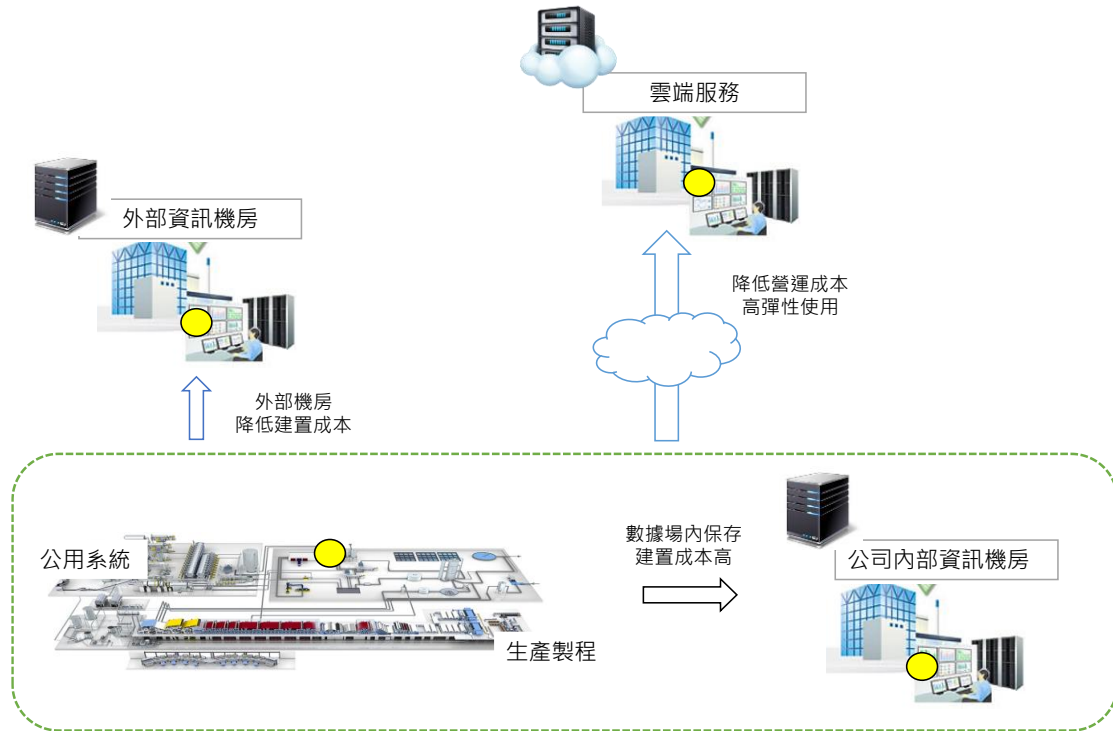 雲端服務
外部資訊機房
降低營運成本
高彈性使用
外部機房
降低建置成本
數據場內保存
建置成本高
公用系統
公司內部資訊機房
生產製程